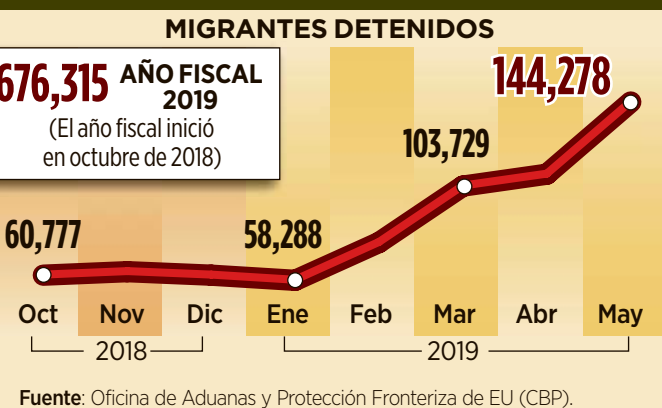 MIGRANTES DETENIDOS
676,315 AÑO FISCAL
2019
(El año fiscal inició
en octubre de 2018)
144,278
103,729
60,777
58,288
Oct Nov Dic Ene Feb Mar Abr May
2018 2019
Fuente: Oficina de Aduanas y Protección Fronteriza de EU (CBP).